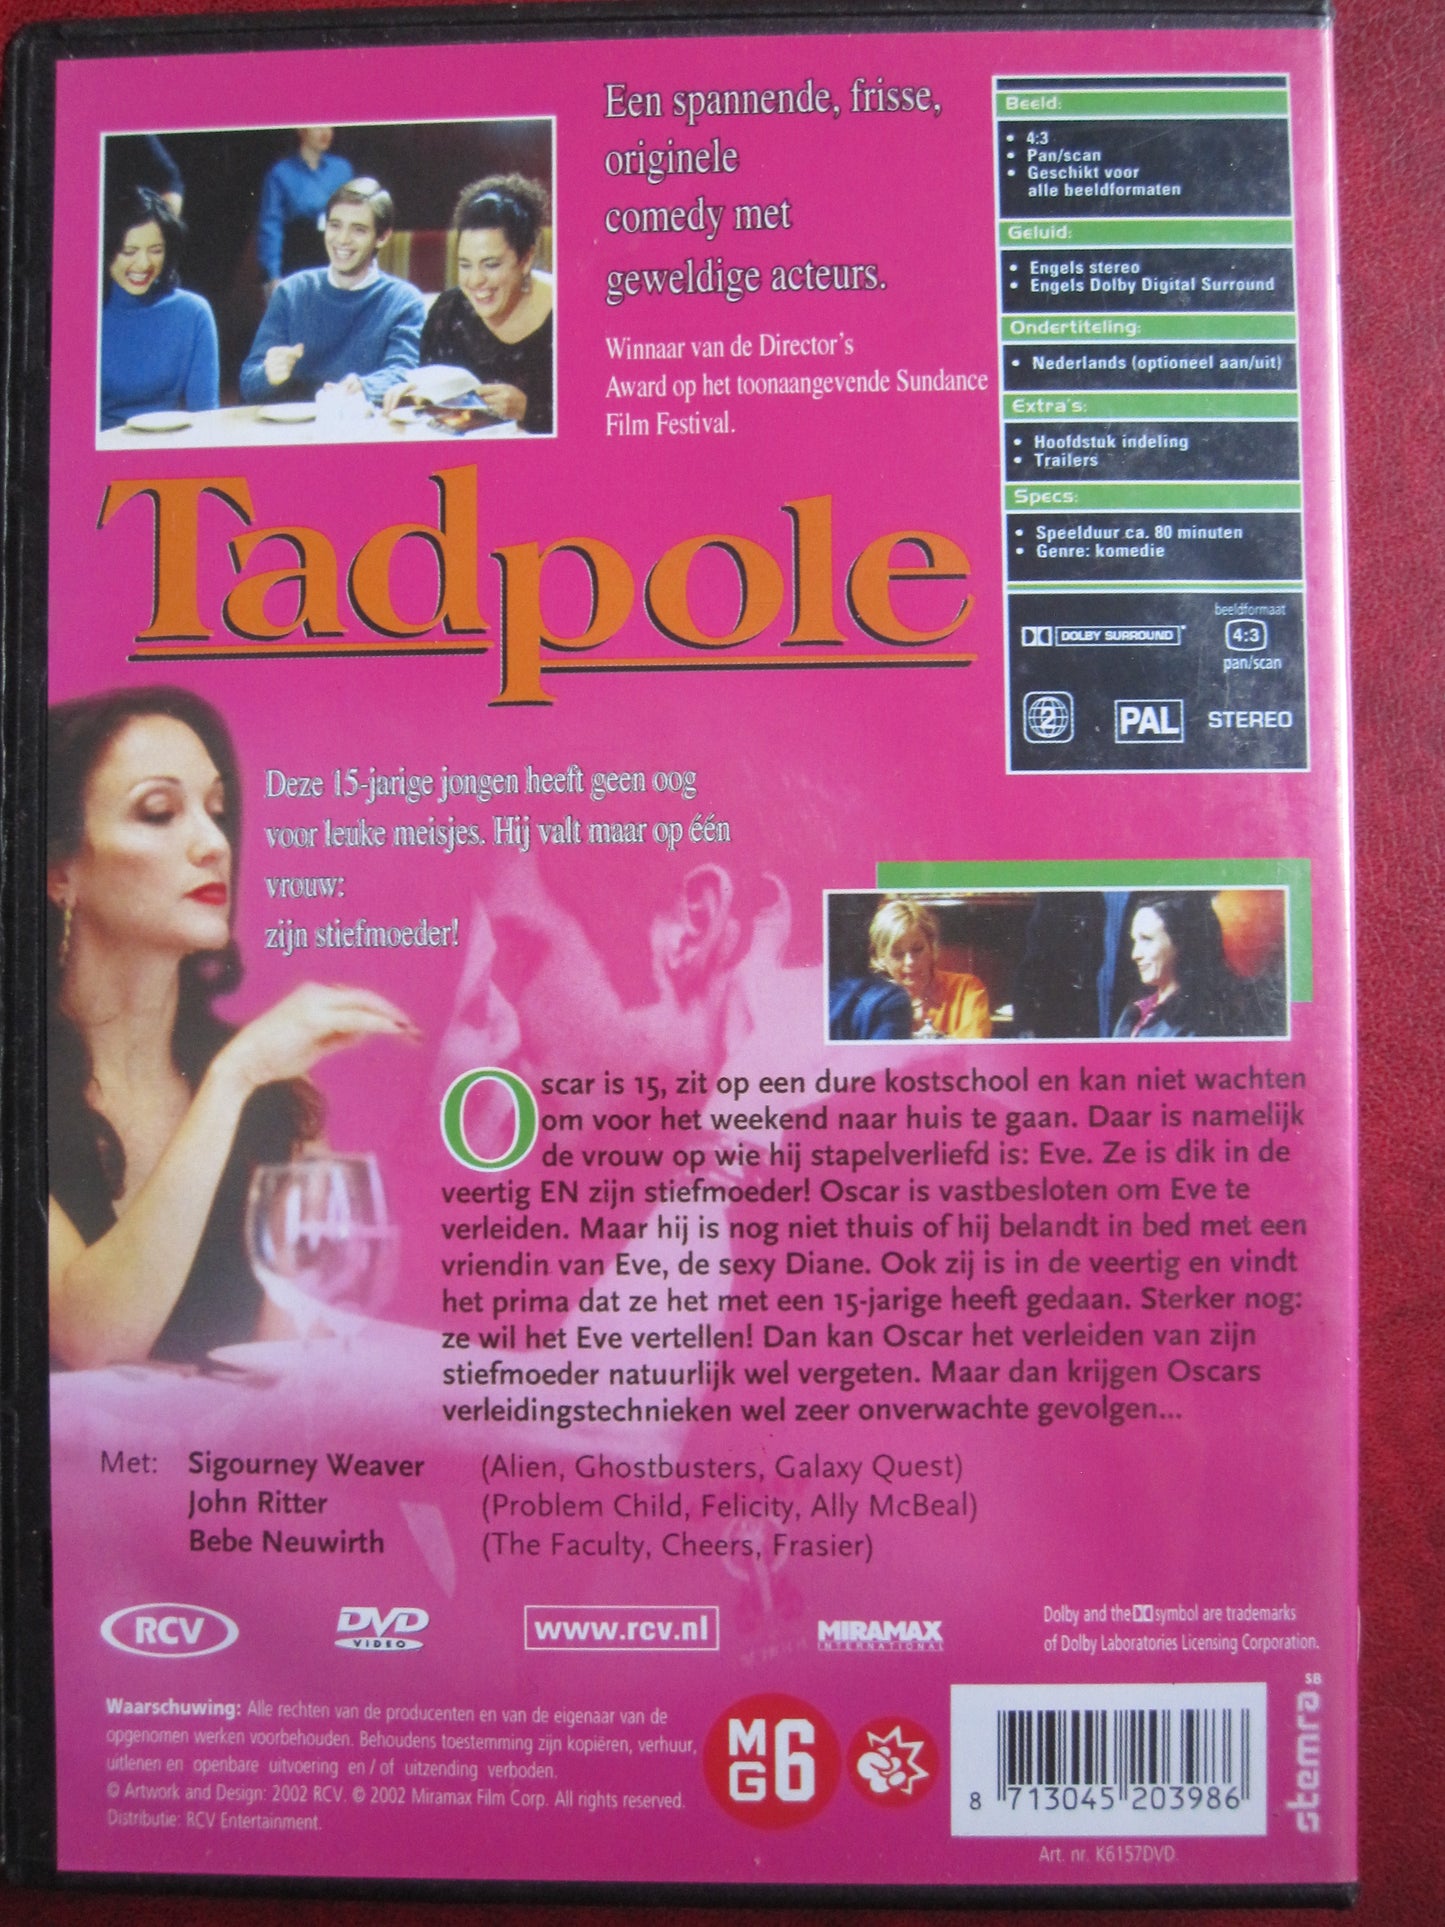 Een spannende, frisse,
originele
comedy met
geweldige acteurs.
Winnaar van de Director's
Award op het toonaangevende Sundance
Film Festival.
Beeld:
• 4:3
• Pan/scan
• Geschikt voor
alle beeldformaten
Geluid:
• Engels stereo
• Engels Dolby Digital Surround
Ondertiteling:
• Nederlands (optioneel aan/uit)
Extra's:
• Hoofdstuk indeling
• Trailers
Specs:
• Speelduur ca. 80 minuten
• Genre: komedie
DOLBY SURROUND
beeldformaat
4:3
pan/scan
2
PAL
STEREO
Tadpole
Deze 15-jarige jongen heeft geen oog
voor leuke meisjes. Hij valt maar op één
vrouw:
zijn stiefmoeder!
Oscar is 15, zit op een dure kostschool en kan niet wachten
om voor het weekend naar huis te gaan. Daar is namelijk
de vrouw op wie hij stapelverliefd is: Eve. Ze is dik in de
veertig EN zijn stiefmoeder! Oscar is vastbesloten om Eve te
verleiden. Maar hij is nog niet thuis of hij belandt in bed met een
vriendin van Eve, de sexy Diane. Ook zij is in de veertig en vindt
het prima dat ze het met een 15-jarige heeft gedaan. Sterker nog:
ze wil het Eve vertellen! Dan kan Oscar het verleiden van zijn
stiefmoeder natuurlijk wel vergeten. Maar dan krijgen Oscars
verleidingstechnieken wel zeer onverwachte gevolgen...
Met: Sigourney Weaver (Alien, Ghostbusters, Galaxy Quest)
John Ritter (Problem Child, Felicity, Ally McBeal)
Bebe Neuwirth (The Faculty, Cheers, Frasier)
RCV
DVD
VIDEO
www.rcv.nl
MIRAMAX
INTERNATIONAL
Dolby and the symbol are trademarks
of Dolby Laboratories Licensing Corporation.
Waarschuwing: Alle rechten van de producenten en van de eigenaar van de
opgenomen werken voorbehouden. Behoudens toestemming zijn kopiëren, verhuur,
uitlenen en openbare uitvoering en/of uitzending verboden.
© Artwork and Design: 2002 RCV. © 2002 Miramax Film Corp. All rights reserved.
Distributie: RCV Entertainment.
MG6
8 713045 203986
Art. nr. K6157DVD
SB
stemra